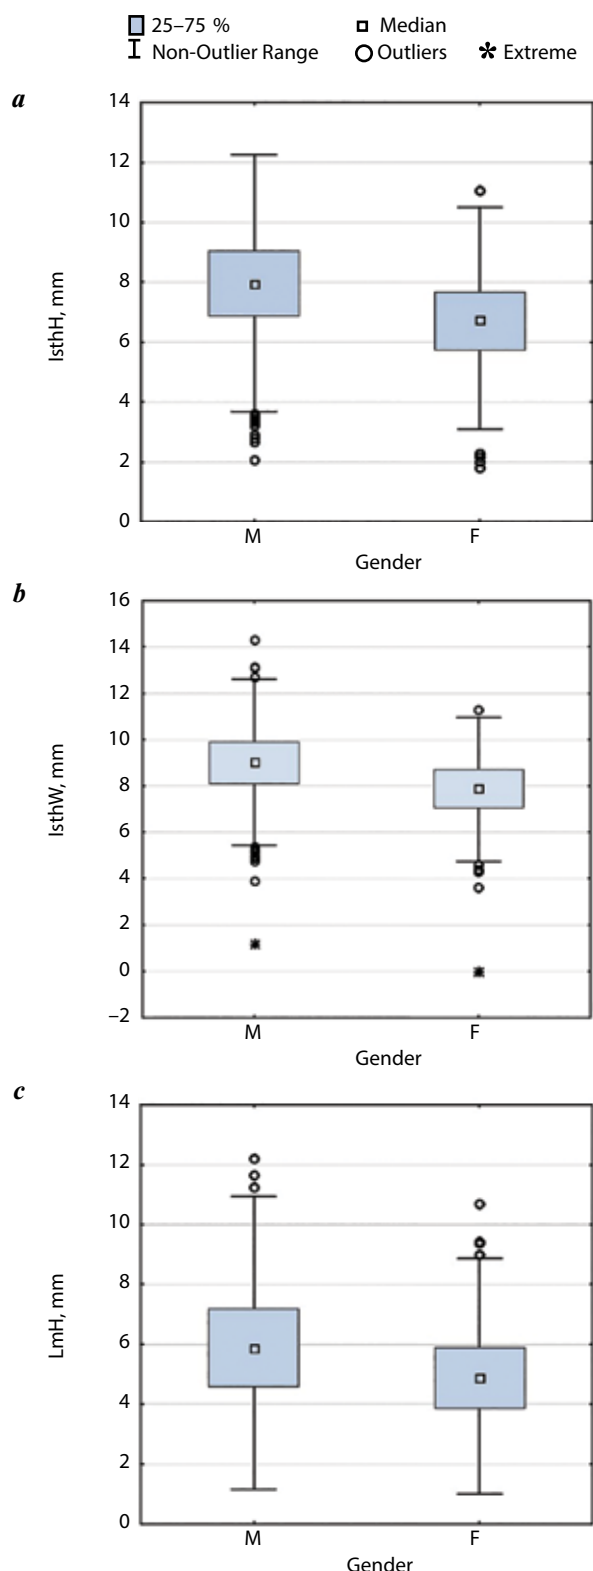 25–75 % Median
Non-Outlier Range Outliers Extreme
a
14
12
10
8
6
4
2
0
IsthH, mm
M F
Gender
b
16
14
12
10
8
6
4
2
0
–2
IsthW, mm
M F
Gender
c
14
12
10
8
6
4
2
0
LmH, mm
M F
Gender